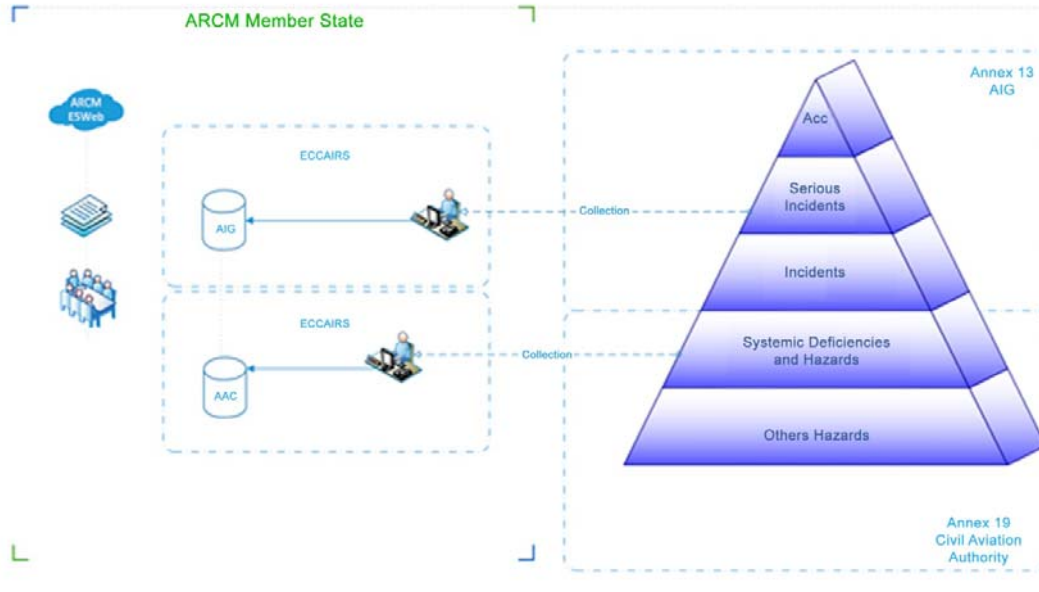 ARCM Member State
ARCM
ESWeb
ECCAIRS
AIG
Collection
ECCAIRS
AAC
Collection
Annex 13
AIG
Acc
Serious
Incidents
Incidents
Systemic Deficiencies
and Hazards
Others Hazards
Annex 19
Civil Aviation
Authority